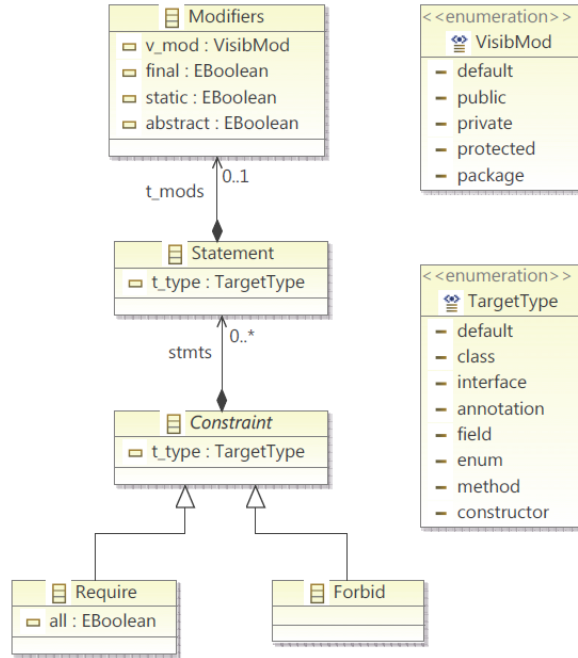 Modifiers
v_mod : VisibMod
final : EBoolean
static : EBoolean
abstract : EBoolean
0..1
t_mods
Statement
t_type : TargetType
0..*
stmts
Constraint
t_type : TargetType
Require
all : EBoolean
Forbid
<<enumeration>>
VisibMod
default
public
private
protected
package
<<enumeration>>
TargetType
default
class
interface
annotation
field
enum
method
constructor